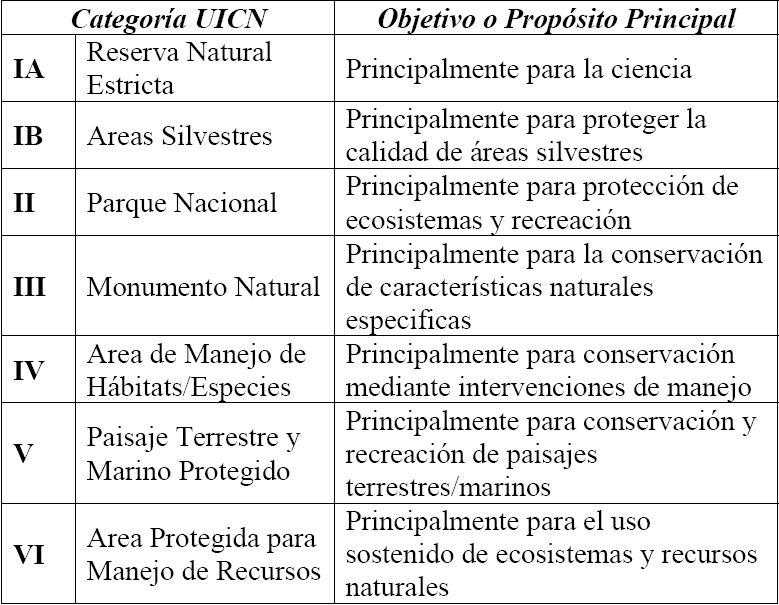 Categoría UICN Objetivo o Propósito Principal
IA Reserva Natural Estricta Principalmente para la ciencia
IB Areas Silvestres Principalmente para proteger la calidad de áreas silvestres
II Parque Nacional Principalmente para protección de ecosistemas y recreación
III Monumento Natural Principalmente para la conservación de características naturales especificas
IV Area de Manejo de Hábitats/Especies Principalmente para conservación mediante intervenciones de manejo
V Paisaje Terrestre y Marino Protegido Principalmente para conservación y recreación de paisajes terrestres/marinos
VI Area Protegida para Manejo de Recursos Principalmente para el uso sostenido de ecosistemas y recursos naturales